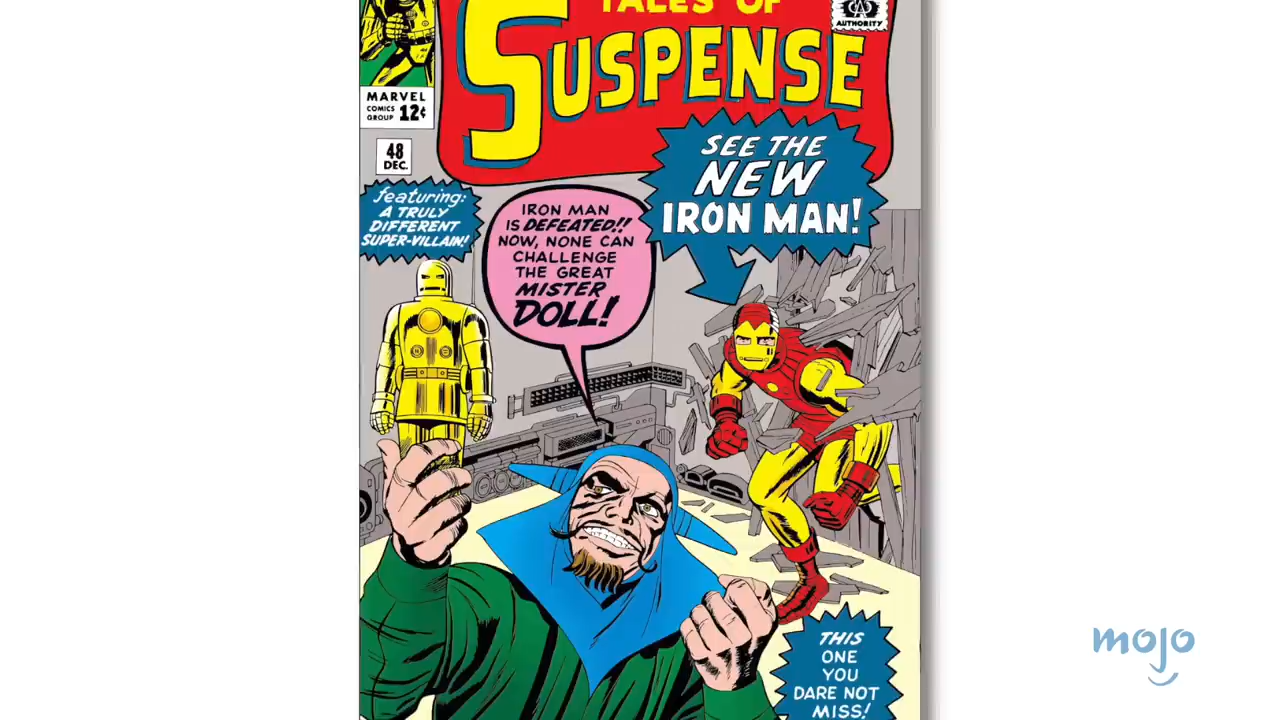 TALES OF
SUSPENSE
AUTHORITY
MARVEL
COMICS
GROUP 12¢
48
DEC.
SEE THE
NEW
IRON MAN!
featuring:
A TRULY
DIFFERENT
SUPER-VILLAIN!
IRON MAN
IS DEFEATED!!
NOW, NONE CAN
CHALLENGE
THE GREAT
MISTER
DOLL!
THIS
ONE
YOU
DARE NOT
MISS!
mojo